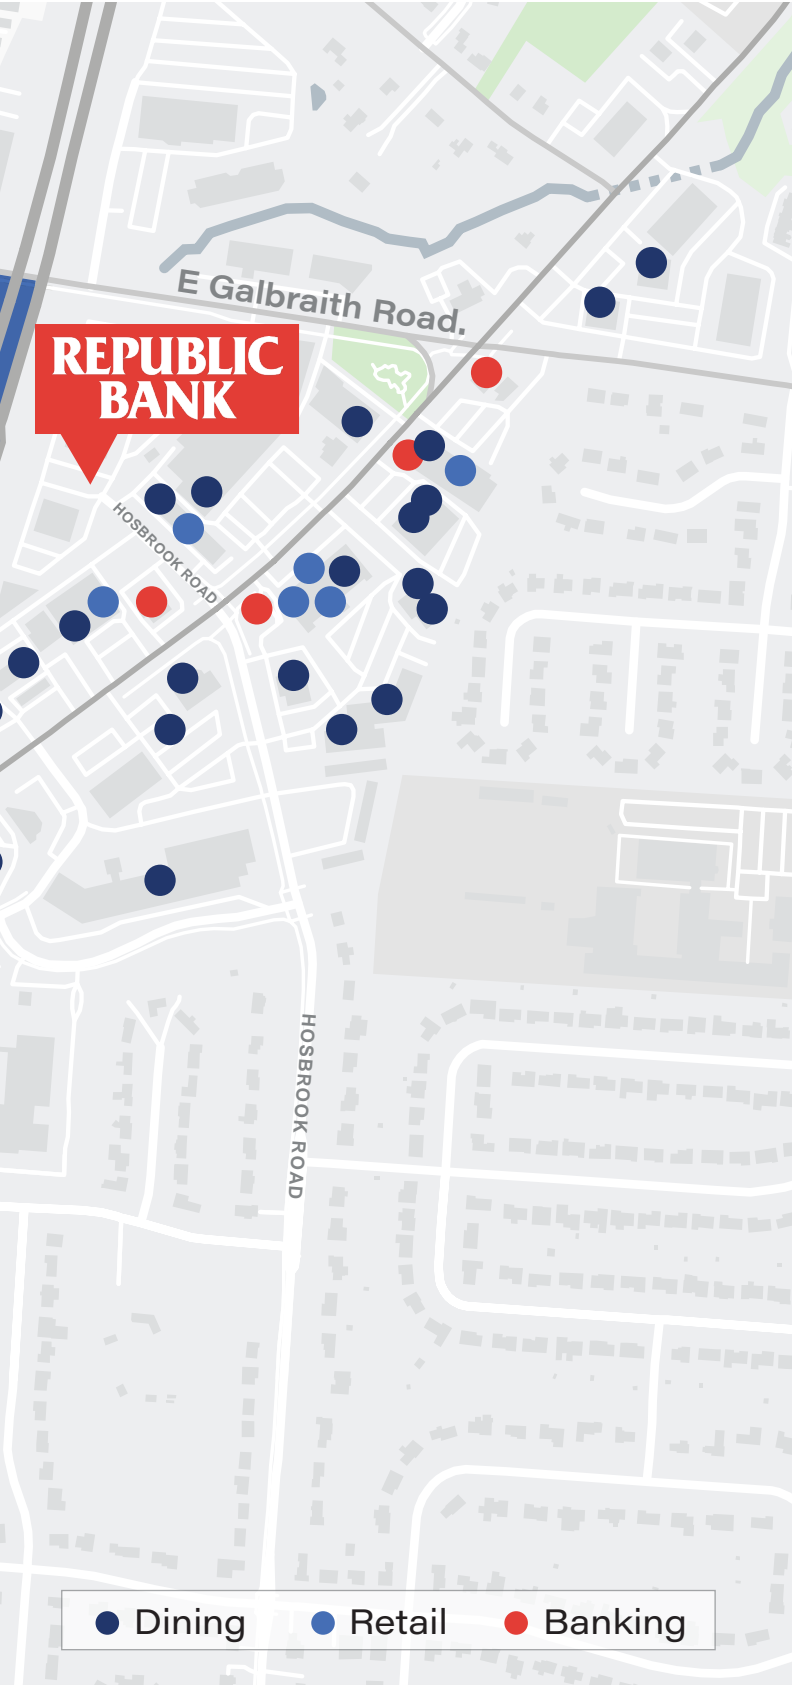 E Galbraith Road.
REPUBLIC
BANK
HOSBROOK ROAD
HOSBROOK ROAD
Dining
Retail
Banking